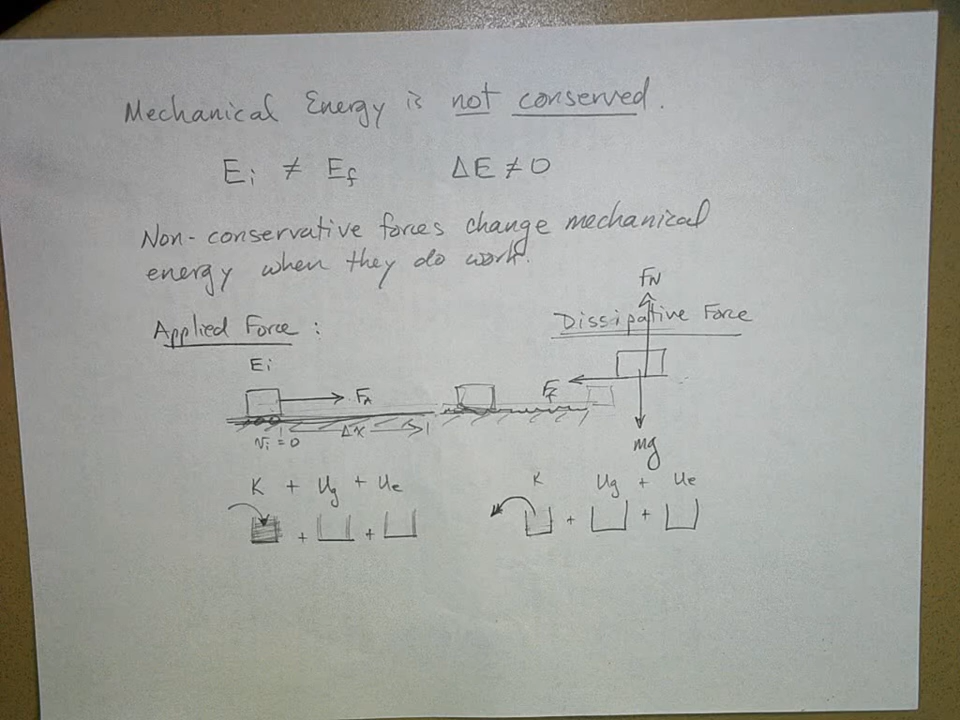 Mechanical Energy is not conserved.
Ei ≠ Ef ΔE ≠ 0
Non-conservative forces change mechanical
energy when they do work.
FN
Applied Force :
Dissipative Force
Ei
FA
Ff
vi = 0
Δx
mg
K + Ug + Ue
K Ug + Ue
+ +
+ +